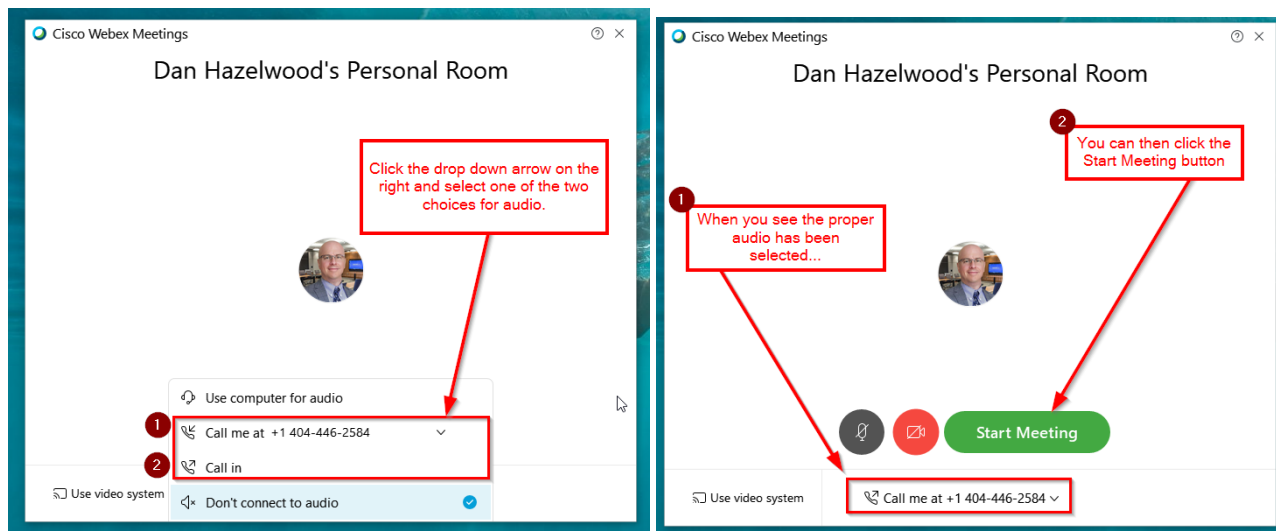 Cisco Webex Meetings
Dan Hazelwood's Personal Room
Click the drop down arrow on the
right and select one of the two
choices for audio.
Use computer for audio
1
Call me at +1 404-446-2584
2
Call in
Use video system
Don't connect to audio
Cisco Webex Meetings
Dan Hazelwood's Personal Room
2
You can then click the
Start Meeting button
1
When you see the proper
audio has been
selected...
Start Meeting
Use video system
Call me at +1 404-446-2584